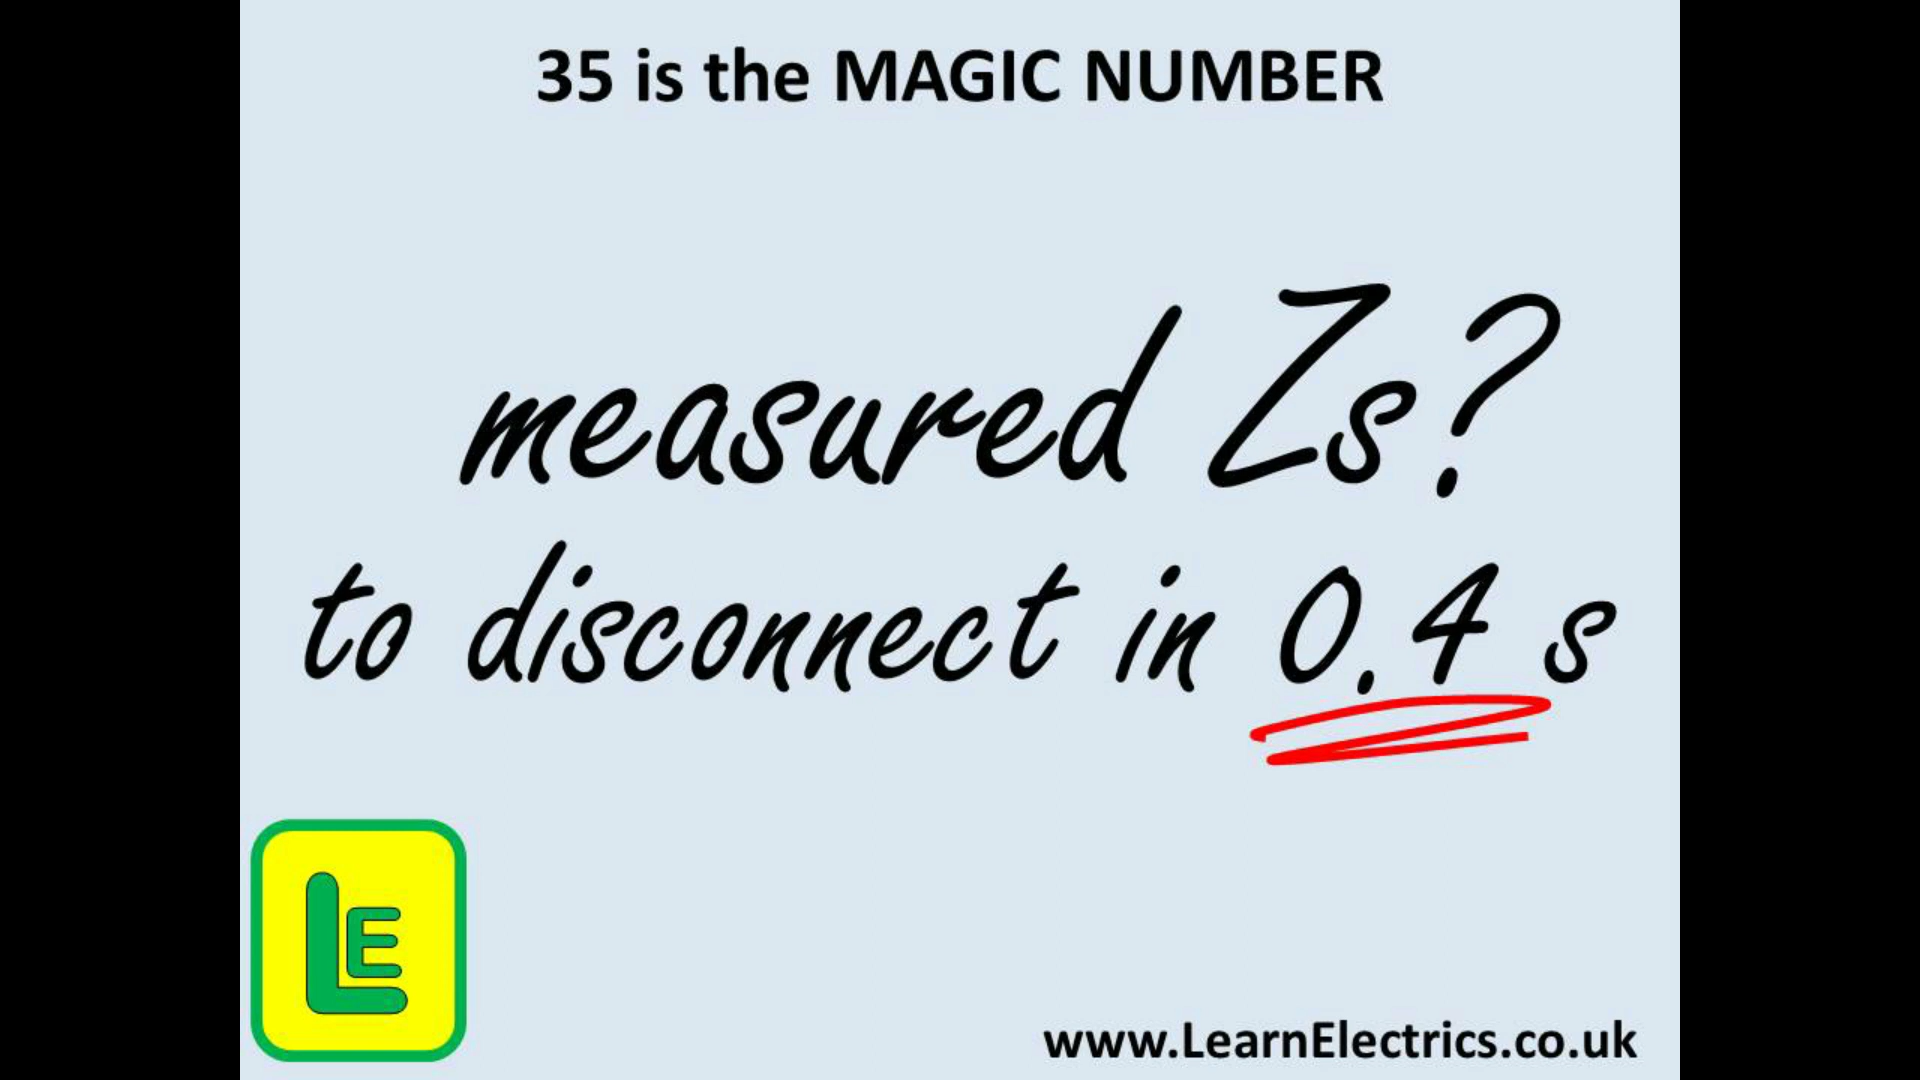 35 is the MAGIC NUMBER
measured Zs?
to disconnect in 0.4 s
LE
www.LearnElectrics.co.uk